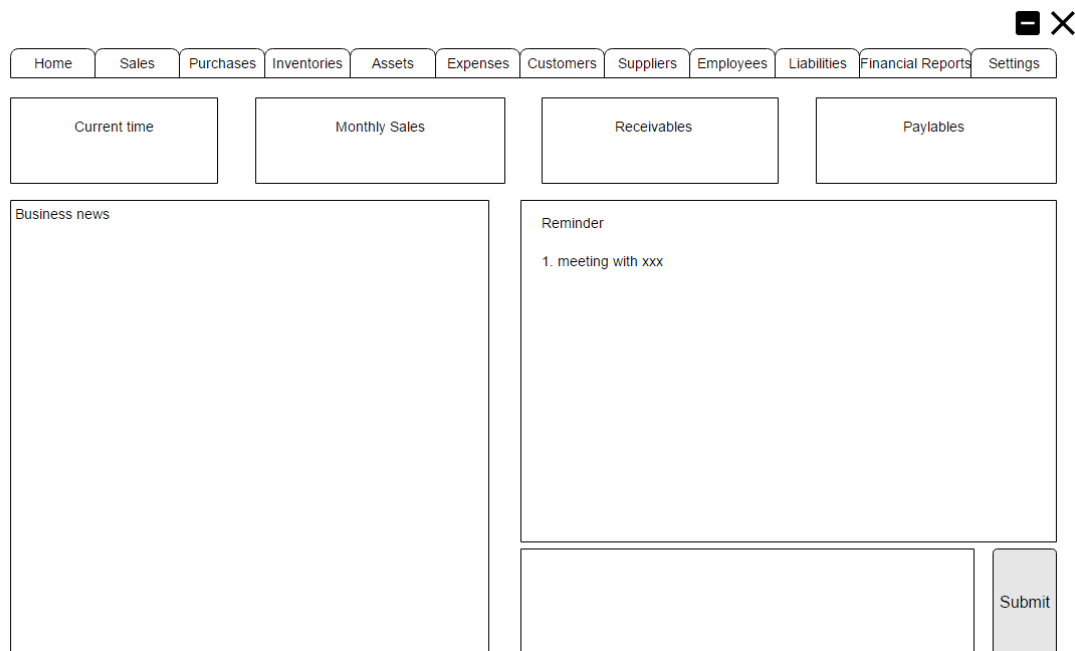 Home Sales Purchases Inventories Assets Expenses Customers Suppliers Employees Liabilities Financial Reports Settings
Current time Monthly Sales Receivables Paylables
Business news
Reminder
1. meeting with xxx
Submit